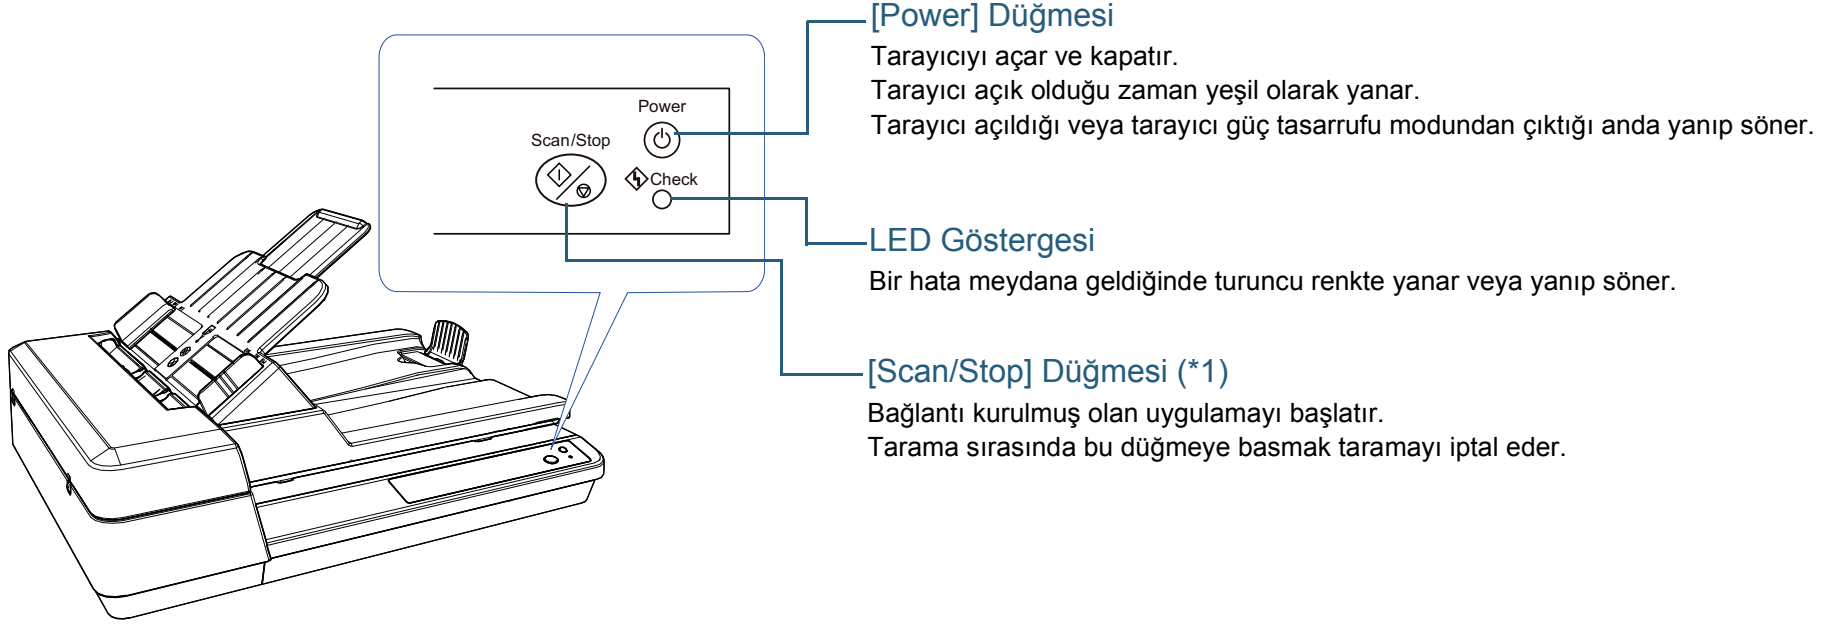 [Power] Düğmesi
Tarayıcıyı açar ve kapatır.
Tarayıcı açık olduğu zaman yeşil olarak yanar.
Tarayıcı açıldığı veya tarayıcı güç tasarrufu modundan çıktığı anda yanıp söner.
Power
Scan/Stop
Check
LED Göstergesi
Bir hata meydana geldiğinde turuncu renkte yanar veya yanıp söner.
[Scan/Stop] Düğmesi (*1)
Bağlantı kurulmuş olan uygulamayı başlatır.
Tarama sırasında bu düğmeye basmak taramayı iptal eder.